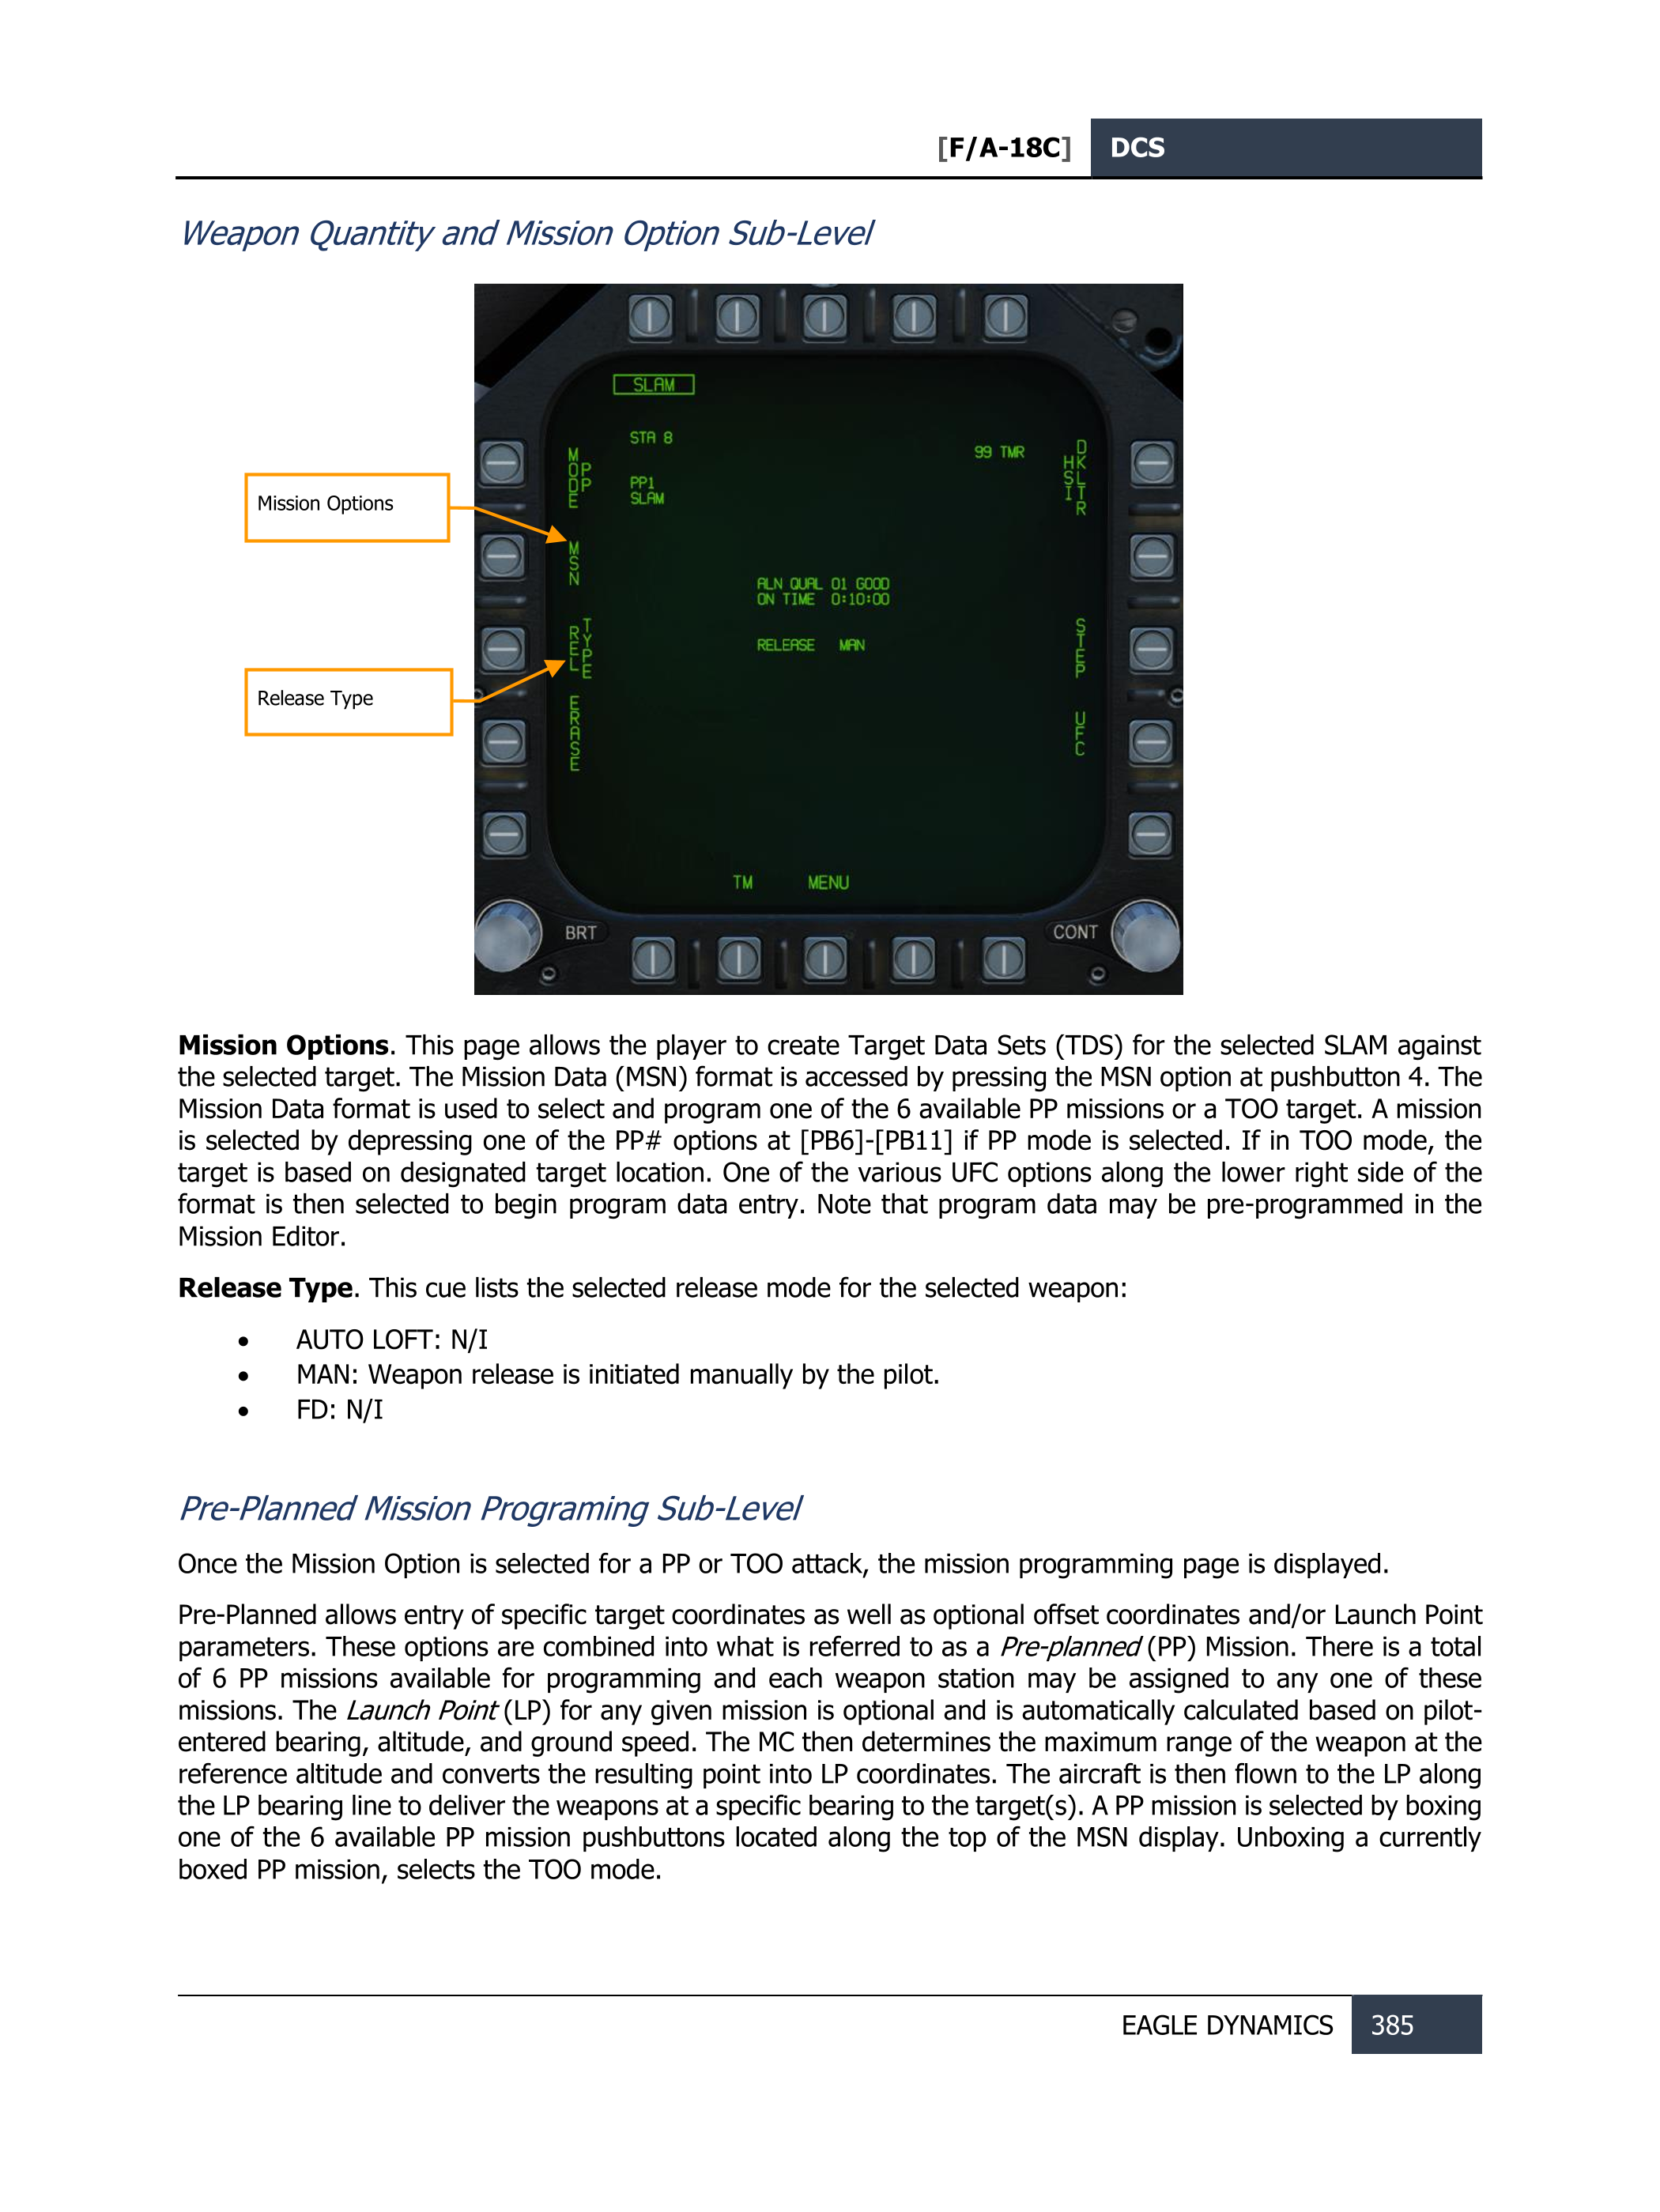 [F/A-18C] DCS
Weapon Quantity and Mission Option Sub-Level
SLAM
STA 8
99 TMR
PP1
SLAM
MODE
PP
OP
MSN
REL
TYPE
ERASE
HSI
DKLTR
STEP
UFC
ALN QUAL 01 GOOD
ON TIME 0:10:00
RELEASE MAN
TM MENU
BRT
CONT
Mission Options
Release Type
Mission Options. This page allows the player to create Target Data Sets (TDS) for the selected SLAM against
the selected target. The Mission Data (MSN) format is accessed by pressing the MSN option at pushbutton 4. The
Mission Data format is used to select and program one of the 6 available PP missions or a TOO target. A mission
is selected by depressing one of the PP# options at [PB6]-[PB11] if PP mode is selected. If in TOO mode, the
target is based on designated target location. One of the various UFC options along the lower right side of the
format is then selected to begin program data entry. Note that program data may be pre-programmed in the
Mission Editor.
Release Type. This cue lists the selected release mode for the selected weapon:
• AUTO LOFT: N/I
• MAN: Weapon release is initiated manually by the pilot.
• FD: N/I
Pre-Planned Mission Programing Sub-Level
Once the Mission Option is selected for a PP or TOO attack, the mission programming page is displayed.
Pre-Planned allows entry of specific target coordinates as well as optional offset coordinates and/or Launch Point
parameters. These options are combined into what is referred to as a Pre-planned (PP) Mission. There is a total
of 6 PP missions available for programming and each weapon station may be assigned to any one of these
missions. The Launch Point (LP) for any given mission is optional and is automatically calculated based on pilot-
entered bearing, altitude, and ground speed. The MC then determines the maximum range of the weapon at the
reference altitude and converts the resulting point into LP coordinates. The aircraft is then flown to the LP along
the LP bearing line to deliver the weapons at a specific bearing to the target(s). A PP mission is selected by boxing
one of the 6 available PP mission pushbuttons located along the top of the MSN display. Unboxing a currently
boxed PP mission, selects the TOO mode.
EAGLE DYNAMICS 385